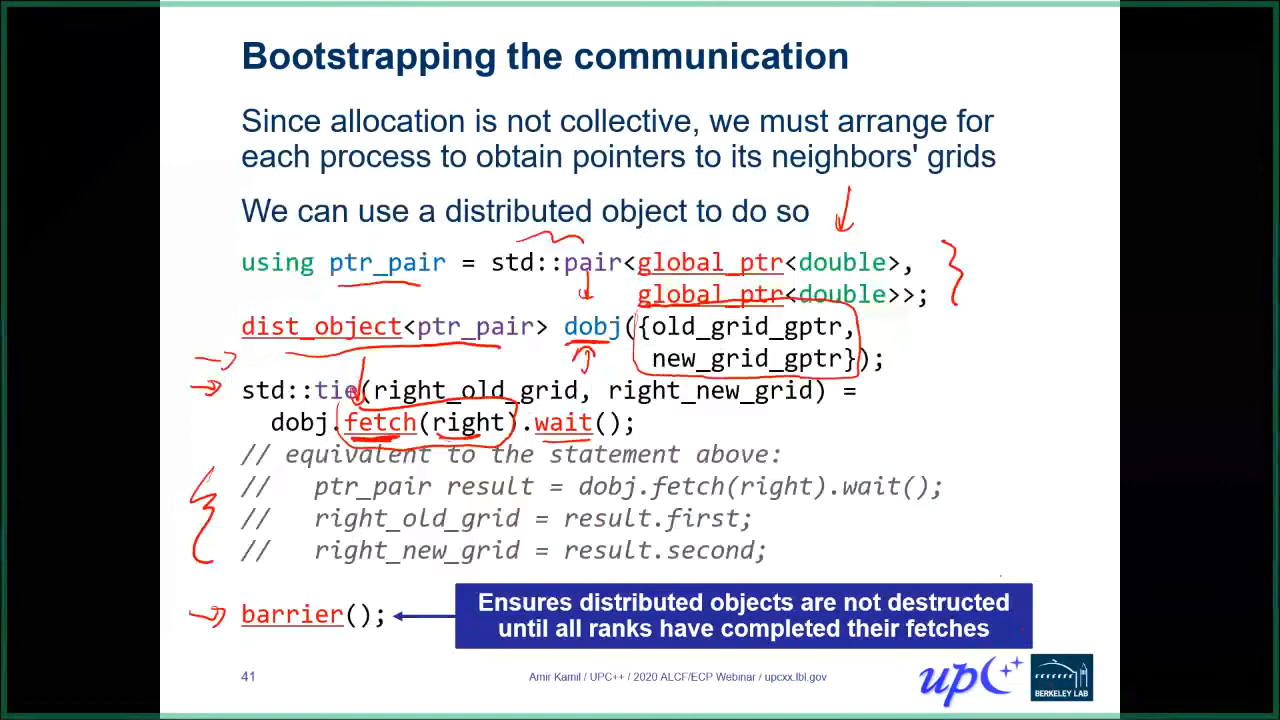 Bootstrapping the communication
Since allocation is not collective, we must arrange for
each process to obtain pointers to its neighbors' grids
We can use a distributed object to do so
using ptr_pair = std::pair<global_ptr<double>,
global_ptr<double>>;
dist_object<ptr_pair> dobj({old_grid_gptr,
new_grid_gptr});
std::tie(right_old_grid, right_new_grid) =
dobj.fetch(right).wait();
// equivalent to the statement above:
// ptr_pair result = dobj.fetch(right).wait();
// right_old_grid = result.first;
// right_new_grid = result.second;
barrier();
Ensures distributed objects are not destructed
until all ranks have completed their fetches
41
Amir Kamil / UPC++ / 2020 ALCF/ECP Webinar / upcxx.lbl.gov
upC++
BERKELEY LAB